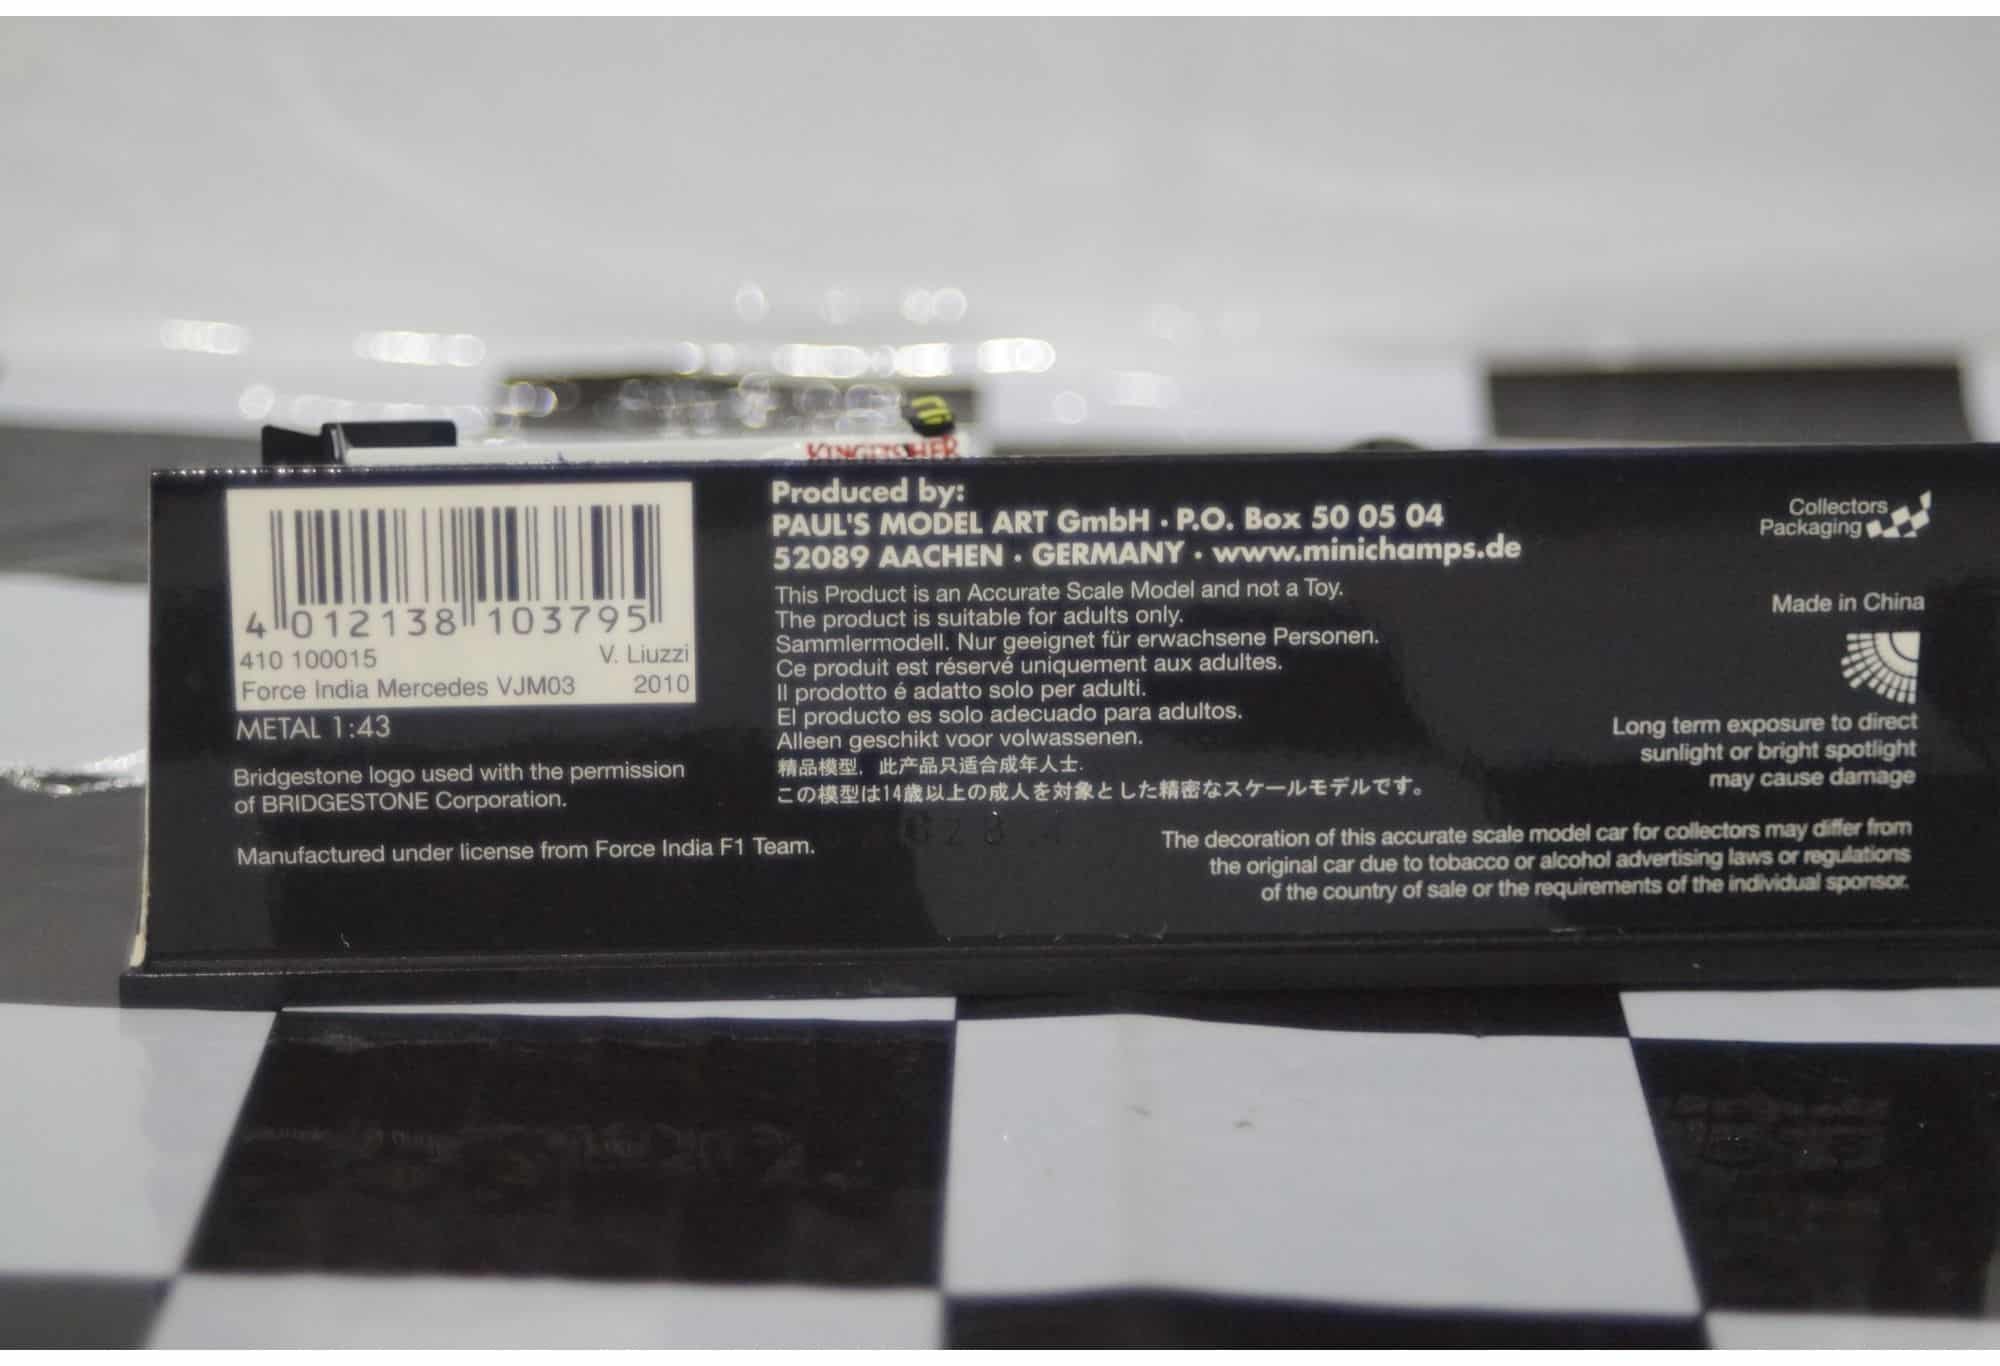 KINGFISHER
4 012138 103795
410 100015 V. Liuzzi
Force India Mercedes VJM03 2010
METAL 1:43
Bridgestone logo used with the permission
of BRIDGESTONE Corporation.
Manufactured under license from Force India F1 Team.
Produced by:
PAUL'S MODEL ART GmbH · P.O. Box 50 05 04
52089 AACHEN · GERMANY · www.minichamps.de
This Product is an Accurate Scale Model and not a Toy.
The product is suitable for adults only.
Sammlermodell. Nur geeignet für erwachsene Personen.
Ce produit est réservé uniquement aux adultes.
Il prodotto é adatto solo per adulti.
El producto es solo adecuado para adultos.
Alleen geschikt voor volwassenen.
精品模型，此产品只适合成年人士.
この模型は14歳以上の成人を対象とした精密なスケールモデルです。
Collectors
Packaging
Made in China
Long term exposure to direct
sunlight or bright spotlight
may cause damage
The decoration of this accurate scale model car for collectors may differ from
the original car due to tobacco or alcohol advertising laws or regulations
of the country of sale or the requirements of the individual sponsor.